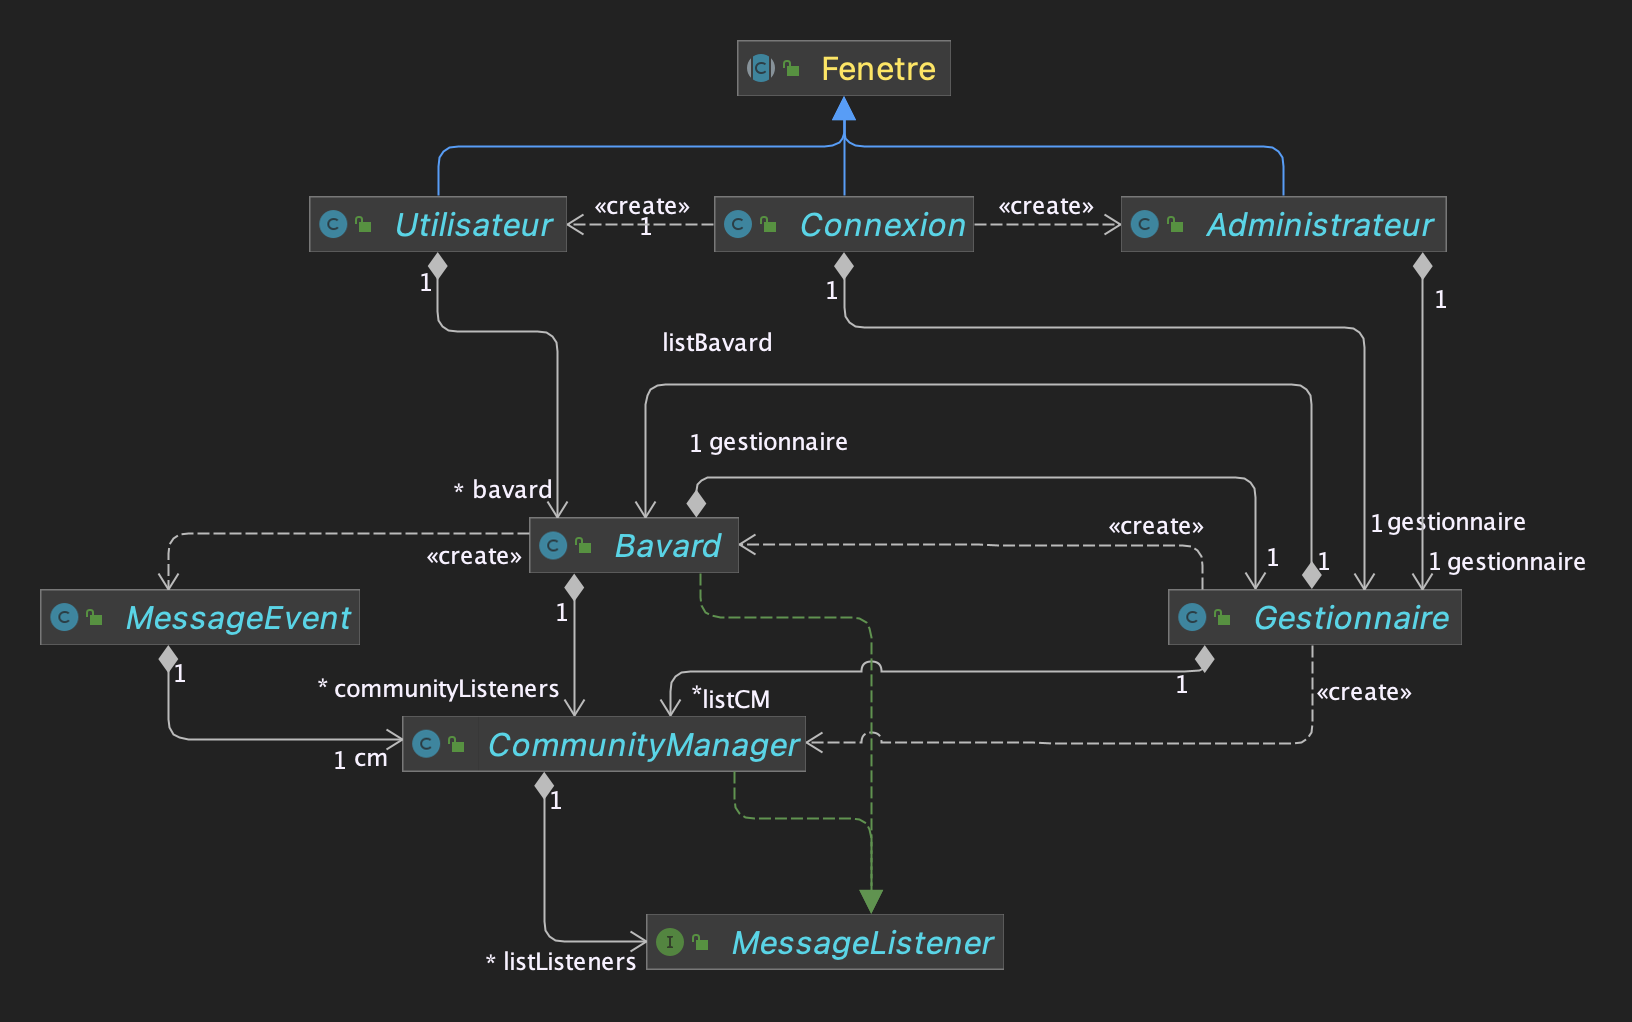 Fenetre
Utilisateur
«create»
1
Connexion
«create»
Administrateur
1
1
1
listBavard
1 gestionnaire
* bavard
1 gestionnaire
Bavard
«create»
«create»
1
1
1 gestionnaire
MessageEvent
1
Gestionnaire
1
* communityListeners
*listCM
1
«create»
CommunityManager
1 cm
1
MessageListener
* listListeners